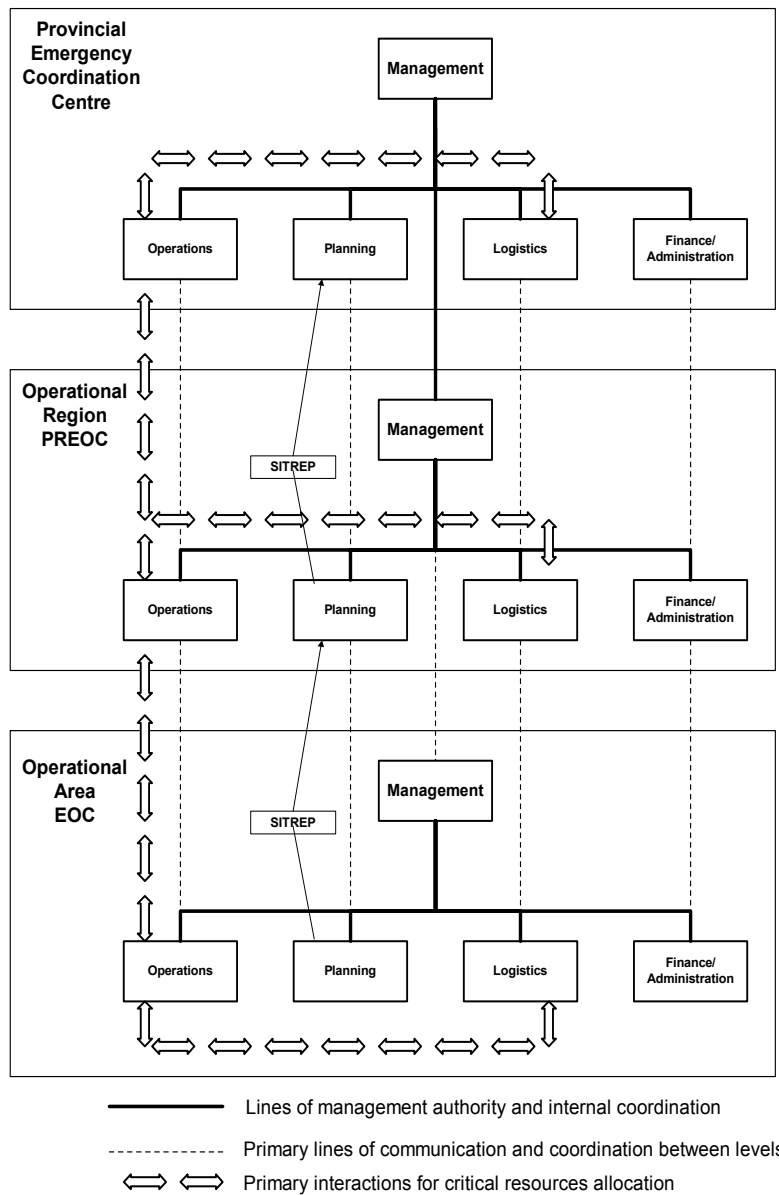 Provincial
Emergency
Coordination
Centre
Management
Operations
Planning
Logistics
Finance/
Administration
Operational
Region
PREOC
Management
SITREP
Operations
Planning
Logistics
Finance/
Administration
Operational
Area
EOC
Management
SITREP
Operations
Planning
Logistics
Finance/
Administration
Lines of management authority and internal coordination
Primary lines of communication and coordination between levels
Primary interactions for critical resources allocation